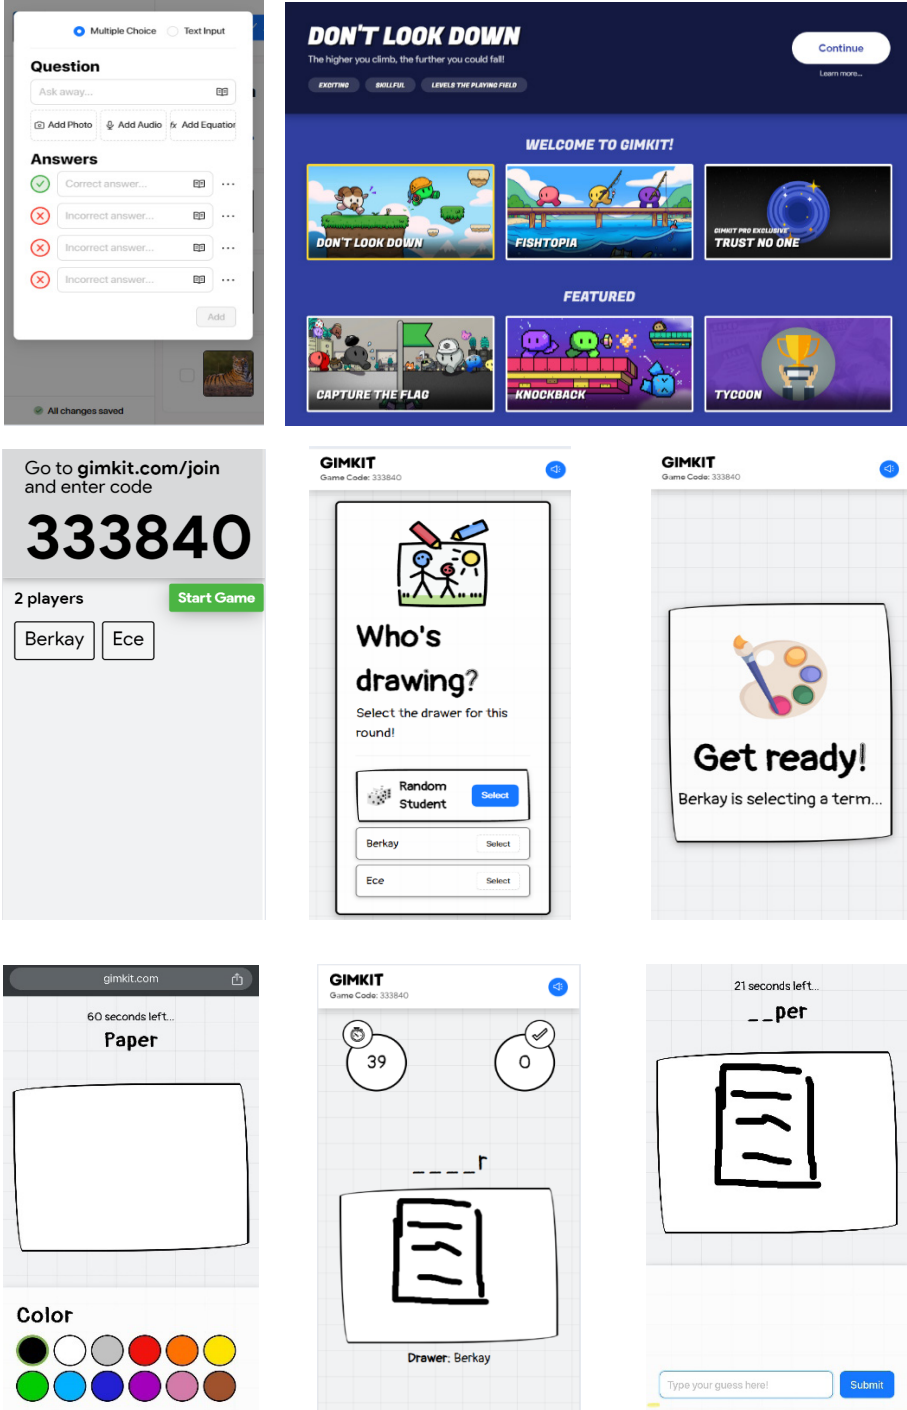 Multiple Choice
Text Input
Question
Ask away...
Add Photo
Add Audio
fx Add Equation
Answers
Correct answer...
Incorrect answer...
Incorrect answer...
Incorrect answer...
Add
All changes saved
DON'T LOOK DOWN
The higher you climb, the further you could fall!
EXCITING
SKILLFUL
LEVELS THE PLAYING FIELD
Continue
Learn more...
WELCOME TO GIMKIT!
DON'T LOOK DOWN
FISHTOPIA
GIMKIT PRO EXCLUSIVE
TRUST NO ONE
FEATURED
CAPTURE THE FLAG
KNOCKBACK
TYCOON
Go to gimkit.com/join
and enter code
333840
2 players
Start Game
Berkay
Ece
GIMKIT
Game Code: 333840
Who's
drawing?
Select the drawer for this
round!
Random
Student
Select
Berkay
Select
Ece
Select
GIMKIT
Game Code: 333840
Get ready!
Berkay is selecting a term...
gimkit.com
60 seconds left...
Paper
Color
GIMKIT
Game Code: 333840
39
0
_ _ _ _ r
Drawer: Berkay
21 seconds left...
_ _per
Type your guess here!
Submit